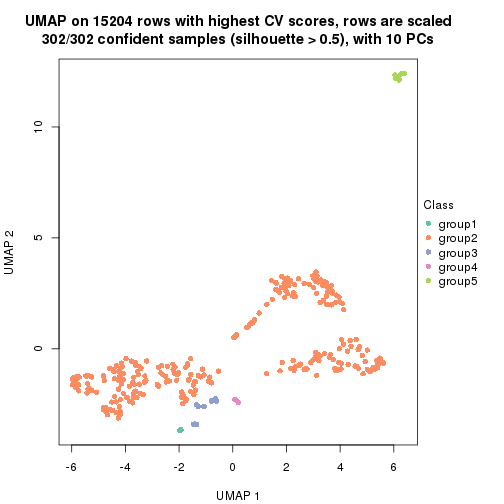 UMAP on 15204 rows with highest CV scores, rows are scaled
302/302 confident samples (silhouette > 0.5), with 10 PCs
10
5
0
UMAP 2
-6
-4
-2
0
2
4
6
UMAP 1
Class
group1
group2
group3
group4
group5